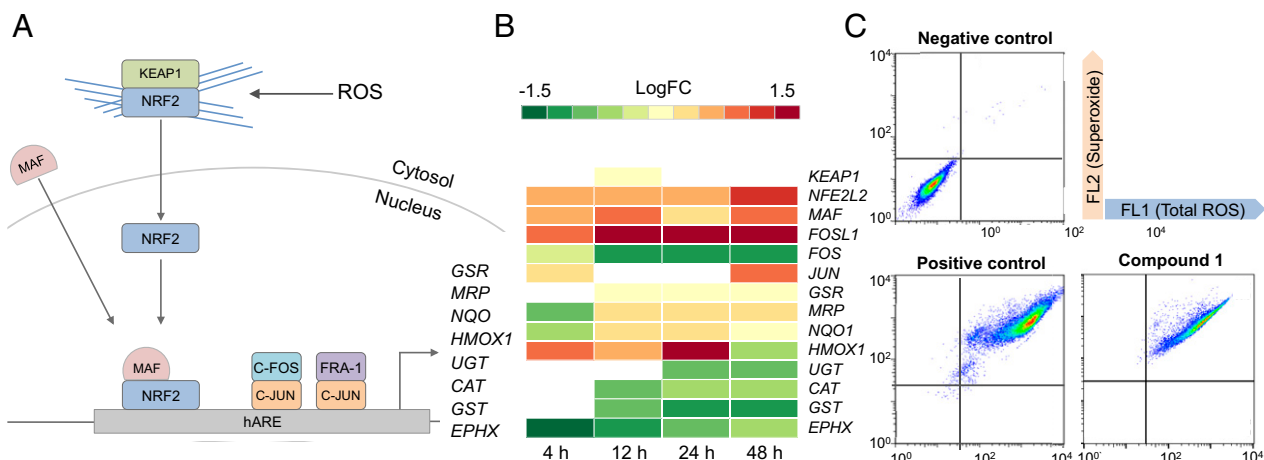 A
KEAP1
NRF2
ROS
MAF
Cytosol
Nucleus
NRF2
MAF
NRF2
C-FOS
C-JUN
FRA-1
C-JUN
hARE
GSR
MRP
NQO
HMOX1
UGT
CAT
GST
EPHX
B
-1.5 LogFC 1.5
KEAP1
NFE2L2
MAF
FOSL1
FOS
JUN
GSR
MRP
NQO1
HMOX1
UGT
CAT
GST
EPHX
4 h 12 h 24 h 48 h
C
Negative control
10⁴
10²
10⁰
10⁰ 10² 10⁴
FL2 (Superoxide)
FL1 (Total ROS)
Positive control
10⁴
10²
10⁰
10⁰ 10² 10⁴
Compound 1
10⁰ 10² 10⁴